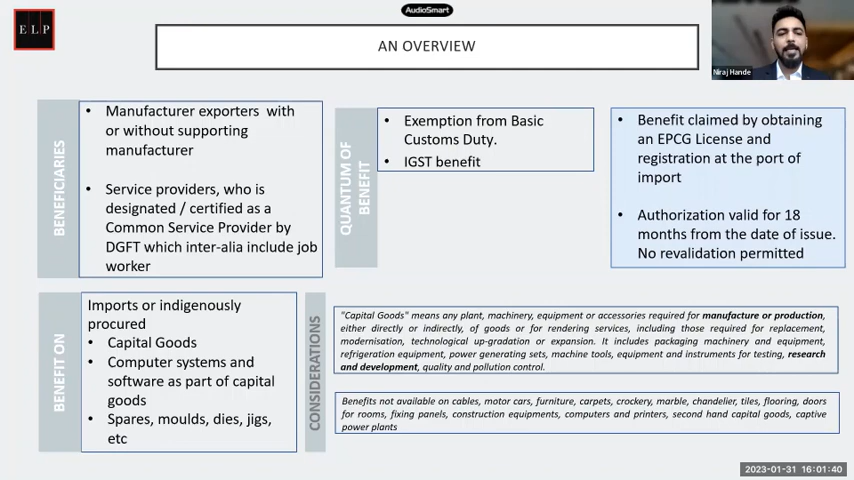 AudioSmart
ELP
AN OVERVIEW
Niraj Hande
BENEFICIARIES
• Manufacturer exporters with
or without supporting
manufacturer
• Service providers, who is
designated / certified as a
Common Service Provider by
DGFT which inter-alia include job
worker
QUANTUM OF
BENEFIT
• Exemption from Basic
Customs Duty.
• IGST benefit
• Benefit claimed by obtaining
an EPCG License and
registration at the port of
import
• Authorization valid for 18
months from the date of issue.
No revalidation permitted
BENEFIT ON
Imports or indigenously
procured
• Capital Goods
• Computer systems and
software as part of capital
goods
• Spares, moulds, dies, jigs,
etc
CONSIDERATIONS
"Capital Goods" means any plant, machinery, equipment or accessories required for manufacture or production,
either directly or indirectly, of goods or for rendering services, including those required for replacement,
modernisation, technological up-gradation or expansion. It includes packaging machinery and equipment,
refrigeration equipment, power generating sets, machine tools, equipment and instruments for testing, research
and development, quality and pollution control.
Benefits not available on cables, motor cars, furniture, carpets, crockery, marble, chandelier, tiles, flooring, doors
for rooms, fixing panels, construction equipments, computers and printers, second hand capital goods, captive
power plants
2023-01-31 16:01:40